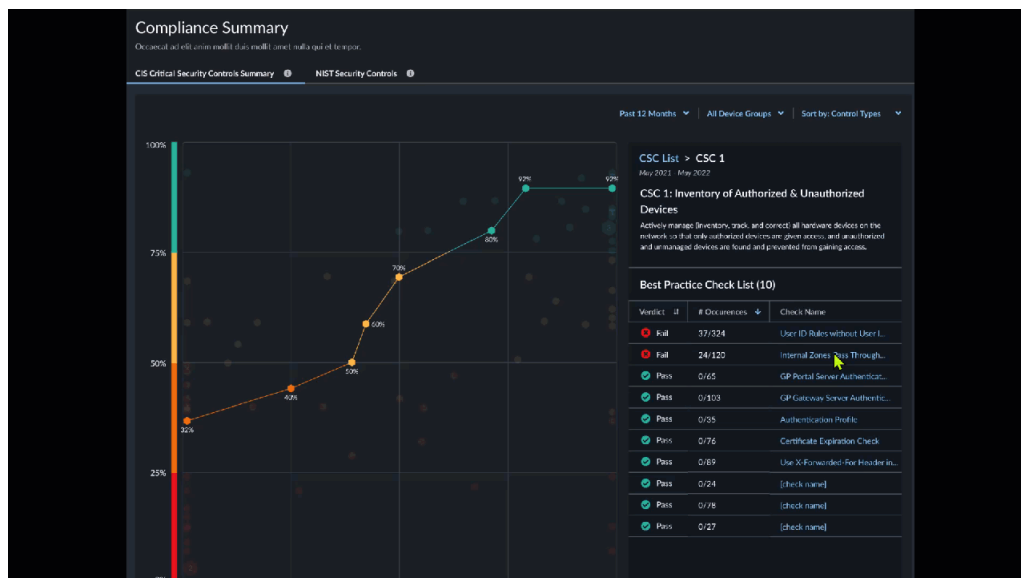 Compliance Summary
Occaecat ad elit anim mollit duis mollit amet nulla qui et tempor.
CIS Critical Security Controls Summary
NIST Security Controls
Past 12 Months
All Device Groups
Sort by: Control Types
100%
75%
50%
25%
32%
40%
50%
60%
70%
80%
92%
92%
CSC List > CSC 1
May 2021 - May 2022
CSC 1: Inventory of Authorized & Unauthorized
Devices
Actively manage (inventory, track, and correct) all hardware devices on the
network so that only authorized devices are given access, and unauthorized
and unmanaged devices are found and prevented from gaining access.
Best Practice Check List (10)
Verdict # Occurences Check Name
Fail 37/324 User ID Rules without User I...
Fail 24/120 Internal Zones Pass Through...
Pass 0/65 GP Portal Server Authenticat...
Pass 0/103 GP Gateway Server Authentic...
Pass 0/35 Authentication Profile
Pass 0/76 Certificate Expiration Check
Pass 0/89 Use X-Forwarded-For Header in...
Pass 0/24 [check name]
Pass 0/78 [check name]
Pass 0/27 [check name]